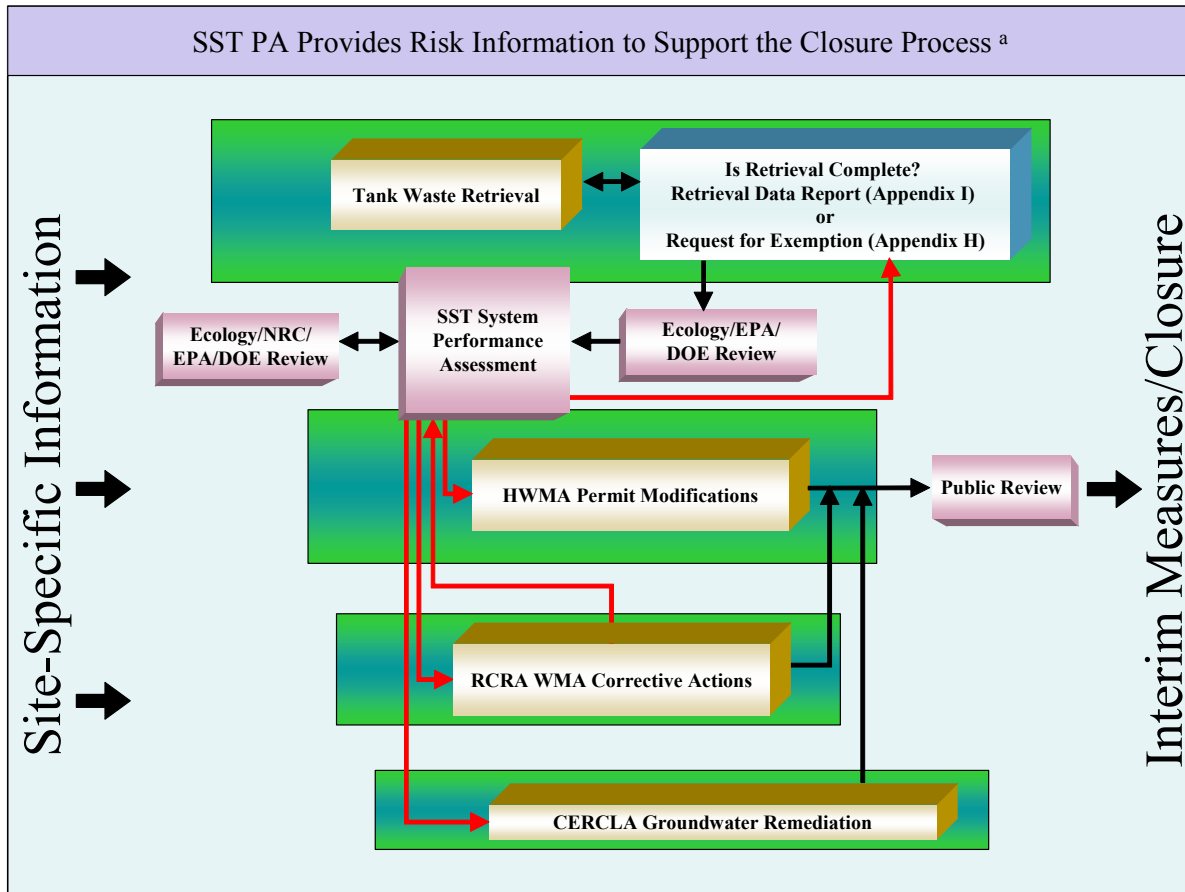 SST PA Provides Risk Information to Support the Closure Process a
Site-Specific Information
Tank Waste Retrieval
Is Retrieval Complete?
Retrieval Data Report (Appendix I)
or
Request for Exemption (Appendix H)
Ecology/NRC/
EPA/DOE Review
SST System
Performance
Assessment
Ecology/EPA/
DOE Review
HWMA Permit Modifications
Public Review
RCRA WMA Corrective Actions
CERCLA Groundwater Remediation
Interim Measures/Closure